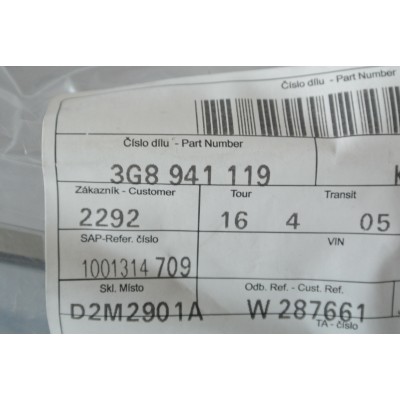 Číslo dílu - Part Number
Číslo dílu - Part Number
3G8 941 119
Zákazník - Customer Tour Transit
2292 16 4 05
SAP-Refer. číslo VIN
1001314 709
Skl. Místo Odb. Ref. - Cust. Ref.
D2M2901A W 287661
TA - číslo